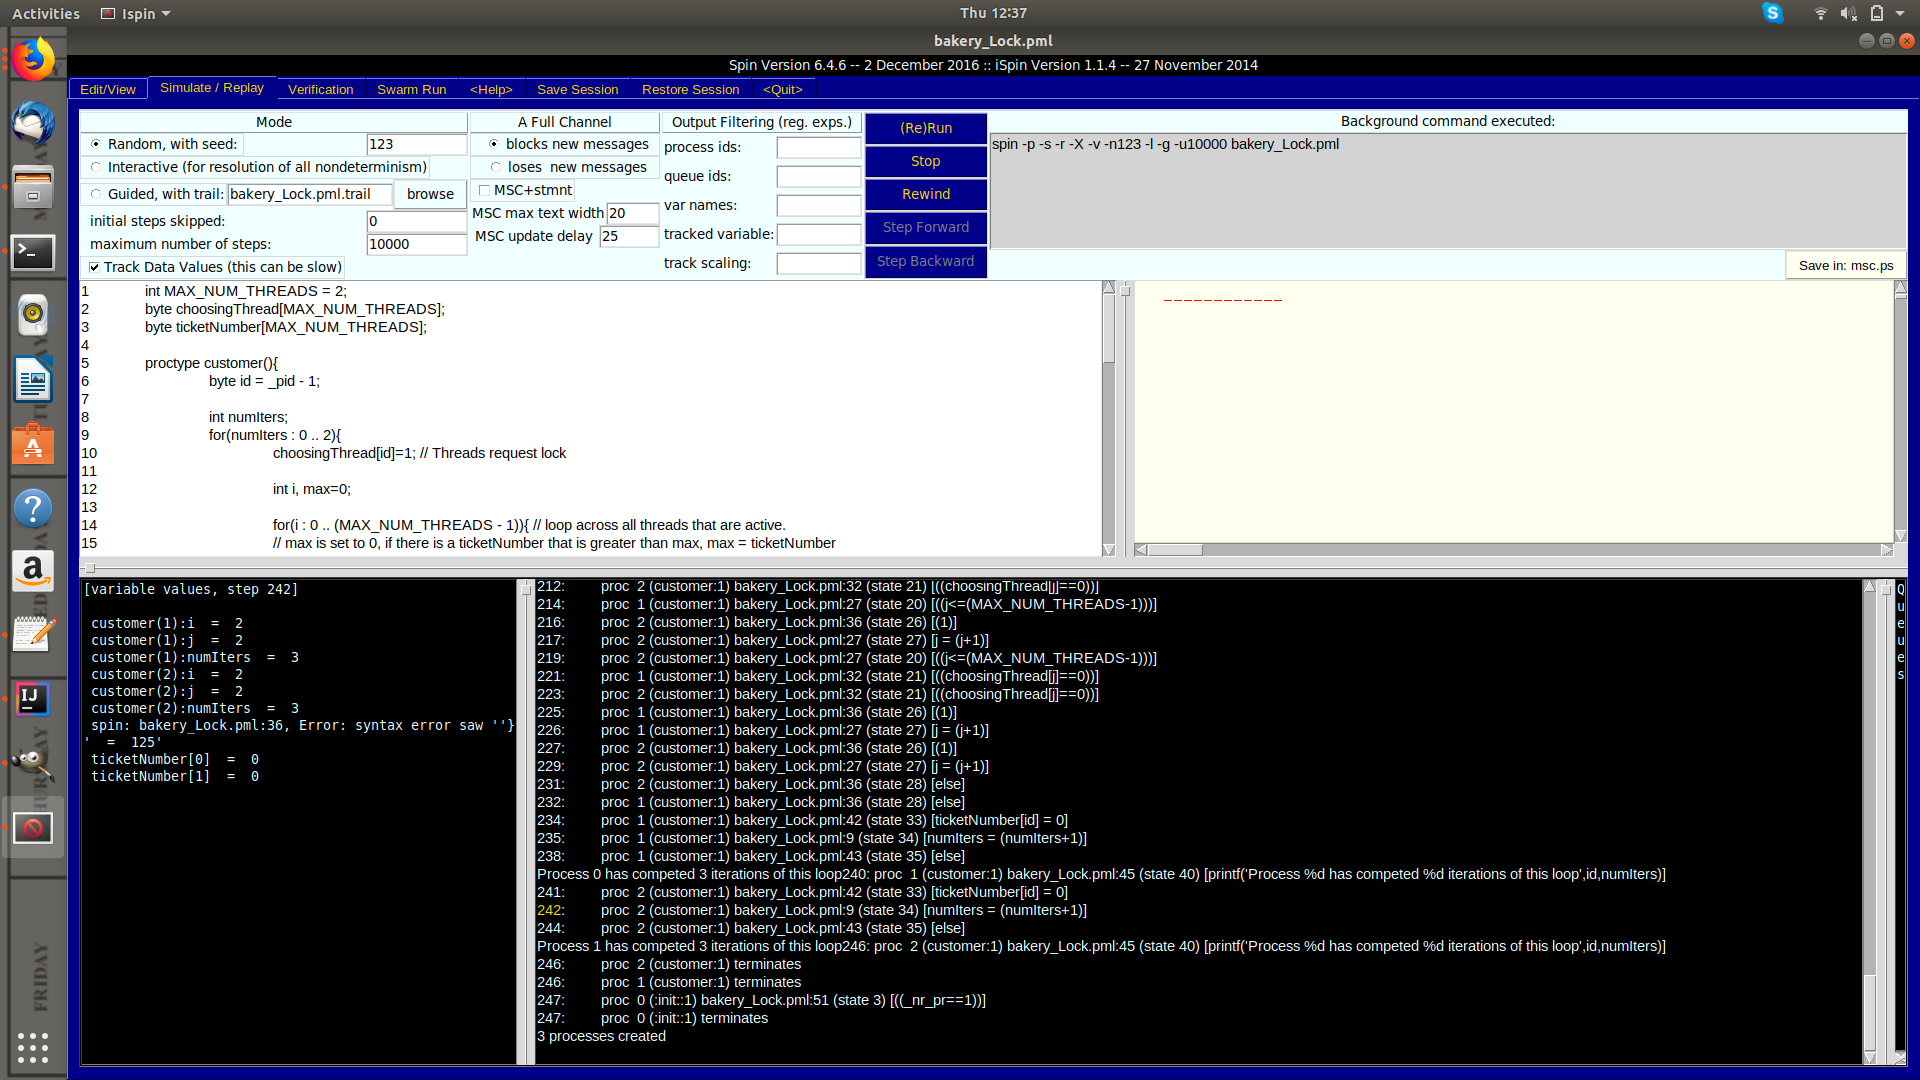 Activities Ispin Thu 12:37
bakery_Lock.pml
Spin Version 6.4.6 -- 2 December 2016 :: iSpin Version 1.1.4 -- 27 November 2014
Edit/View Simulate / Replay Verification Swarm Run <Help> Save Session Restore Session <Quit>
Mode
Random, with seed: 123
Interactive (for resolution of all nondeterminism)
Guided, with trail: bakery_Lock.pml.trail browse
initial steps skipped: 0
maximum number of steps: 10000
Track Data Values (this can be slow)
A Full Channel
blocks new messages
loses new messages
MSC+stmnt
MSC max text width 20
MSC update delay 25
Output Filtering (reg. exps.)
process ids:
queue ids:
var names:
tracked variable:
track scaling:
(Re)Run
Stop
Rewind
Step Forward
Step Backward
Background command executed:
spin -p -s -r -X -v -n123 -l -g -u10000 bakery_Lock.pml
Save in: msc.ps
1 int MAX_NUM_THREADS = 2;
2 byte choosingThread[MAX_NUM_THREADS];
3 byte ticketNumber[MAX_NUM_THREADS];
4
5 proctype customer(){
6 byte id = _pid - 1;
7
8 int numIters;
9 for(numIters : 0 .. 2){
10 choosingThread[id]=1; // Threads request lock
11
12 int i, max=0;
13
14 for(i : 0 .. (MAX_NUM_THREADS - 1)){ // loop across all threads that are active.
15 // max is set to 0, if there is a ticketNumber that is greater than max, max = ticketNumber
[variable values, step 242]
customer(1):i = 2
customer(1):j = 2
customer(1):numIters = 3
customer(2):i = 2
customer(2):j = 2
customer(2):numIters = 3
spin: bakery_Lock.pml:36, Error: syntax error saw ''}
' = 125'
ticketNumber[0] = 0
ticketNumber[1] = 0
212: proc 2 (customer:1) bakery_Lock.pml:32 (state 21) [((choosingThread[j]==0))]
214: proc 1 (customer:1) bakery_Lock.pml:27 (state 20) [((j<=(MAX_NUM_THREADS-1)))]
216: proc 2 (customer:1) bakery_Lock.pml:36 (state 26) [(1)]
217: proc 2 (customer:1) bakery_Lock.pml:27 (state 27) [j = (j+1)]
219: proc 2 (customer:1) bakery_Lock.pml:27 (state 20) [((j<=(MAX_NUM_THREADS-1)))]
221: proc 1 (customer:1) bakery_Lock.pml:32 (state 21) [((choosingThread[j]==0))]
223: proc 2 (customer:1) bakery_Lock.pml:32 (state 21) [((choosingThread[j]==0))]
225: proc 1 (customer:1) bakery_Lock.pml:36 (state 26) [(1)]
226: proc 1 (customer:1) bakery_Lock.pml:27 (state 27) [j = (j+1)]
227: proc 2 (customer:1) bakery_Lock.pml:36 (state 26) [(1)]
229: proc 2 (customer:1) bakery_Lock.pml:27 (state 27) [j = (j+1)]
231: proc 2 (customer:1) bakery_Lock.pml:36 (state 28) [else]
232: proc 1 (customer:1) bakery_Lock.pml:36 (state 28) [else]
234: proc 1 (customer:1) bakery_Lock.pml:42 (state 33) [ticketNumber[id] = 0]
235: proc 1 (customer:1) bakery_Lock.pml:9 (state 34) [numIters = (numIters+1)]
238: proc 1 (customer:1) bakery_Lock.pml:43 (state 35) [else]
Process 0 has competed 3 iterations of this loop240: proc 1 (customer:1) bakery_Lock.pml:45 (state 40) [printf('Process %d has competed %d iterations of this loop',id,numIters)]
241: proc 2 (customer:1) bakery_Lock.pml:42 (state 33) [ticketNumber[id] = 0]
242: proc 2 (customer:1) bakery_Lock.pml:9 (state 34) [numIters = (numIters+1)]
244: proc 2 (customer:1) bakery_Lock.pml:43 (state 35) [else]
Process 1 has competed 3 iterations of this loop246: proc 2 (customer:1) bakery_Lock.pml:45 (state 40) [printf('Process %d has competed %d iterations of this loop',id,numIters)]
246: proc 2 (customer:1) terminates
246: proc 1 (customer:1) terminates
247: proc 0 (:init::1) bakery_Lock.pml:51 (state 3) [((_nr_pr==1))]
247: proc 0 (:init::1) terminates
3 processes created
Queues
FRIDAY